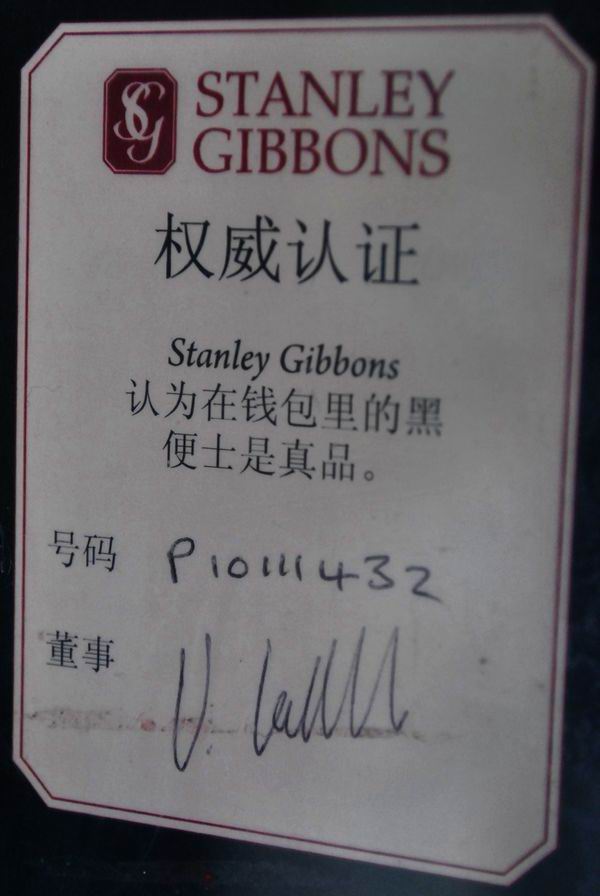 SG
STANLEY
GIBBONS
权威认证
Stanley Gibbons
认为在钱包里的黑
便士是真品。
号码 P10111432
董事